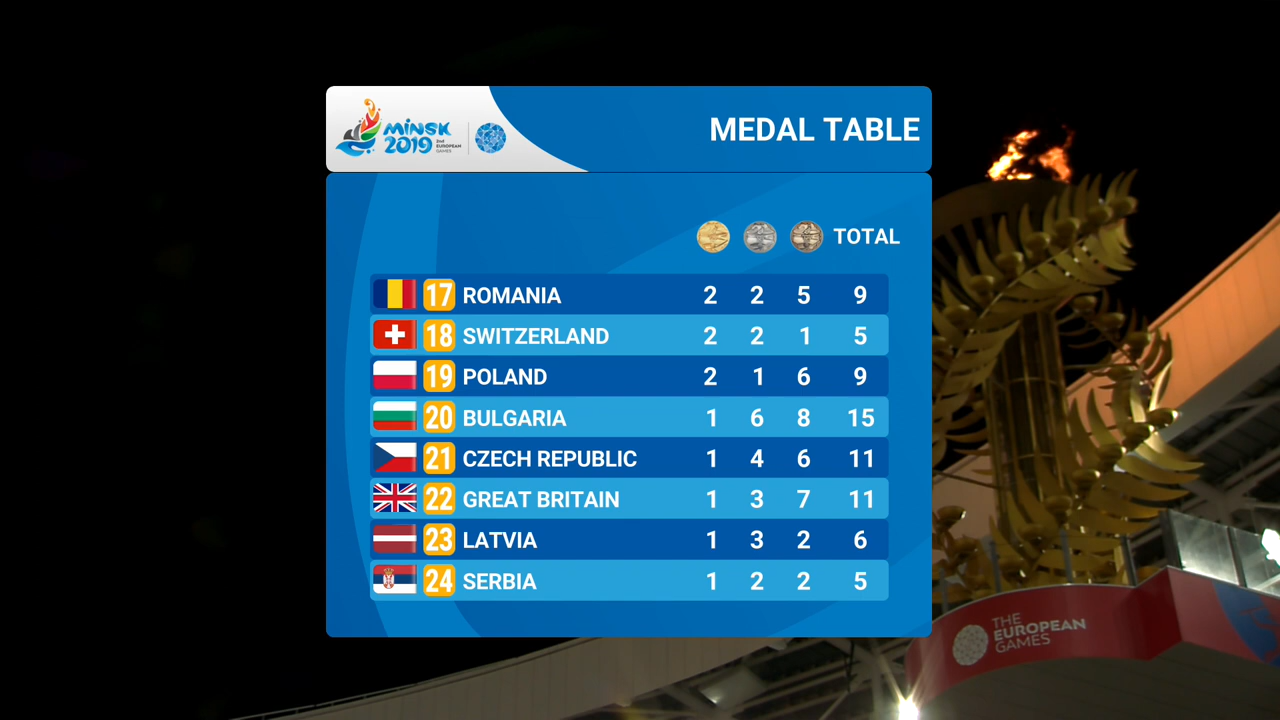 MINSK
2019
2nd
EUROPEAN
GAMES
MEDAL TABLE
TOTAL
17 ROMANIA 2 2 5 9
18 SWITZERLAND 2 2 1 5
19 POLAND 2 1 6 9
20 BULGARIA 1 6 8 15
21 CZECH REPUBLIC 1 4 6 11
22 GREAT BRITAIN 1 3 7 11
23 LATVIA 1 3 2 6
24 SERBIA 1 2 2 5
THE
EUROPEAN
GAMES